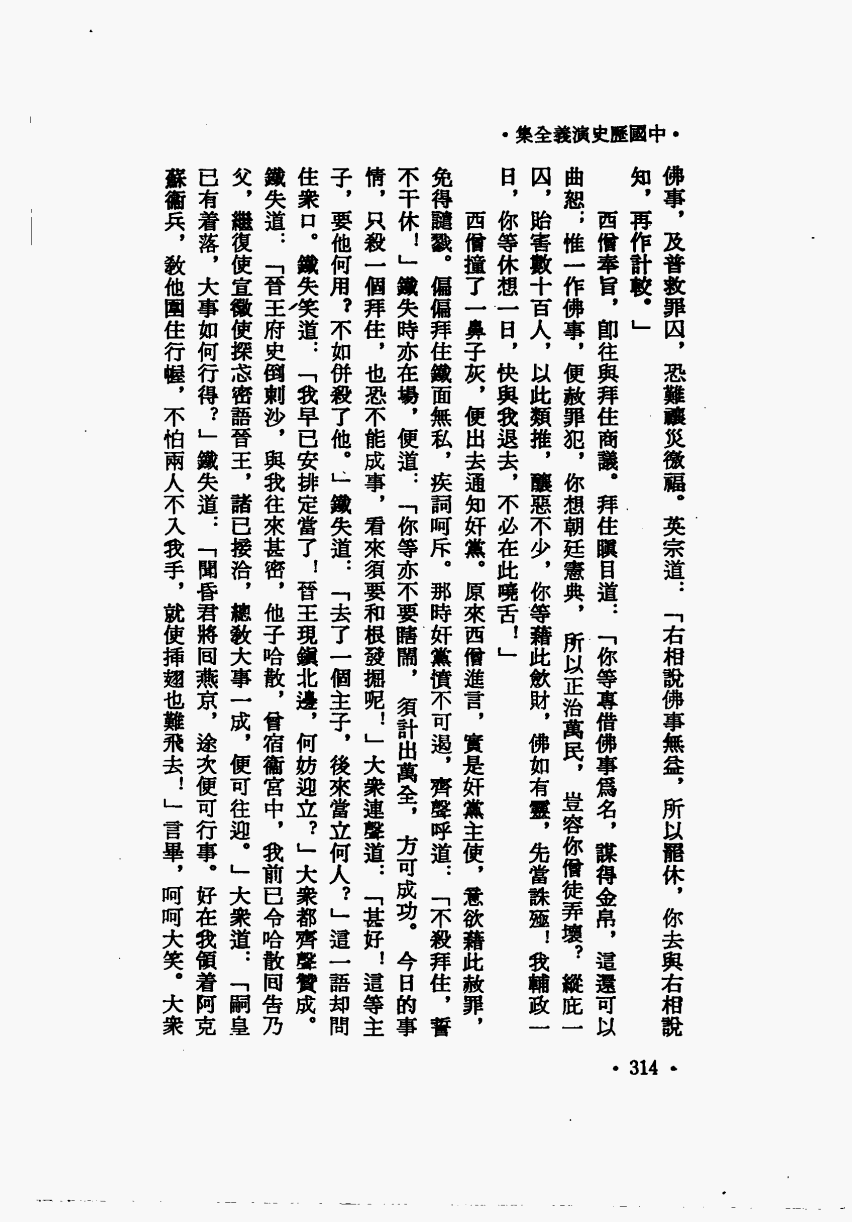 ·中國歷史演義全集·
佛事，及普救罪囚，恐難禳災徼福。英宗道：「右相說佛事無益，所以罷休，你去與右相說
知，再作計較。」
西僧奉旨，卽往與拜住商議。拜住瞋目道：「你等專借佛事爲名，謀得金帛，這還可以
曲恕；惟一作佛事，便赦罪犯，你想朝廷憲典，所以正治萬民，豈容你僧徒弄壞？縱庇一
囚，貽害數十百人，以此類推，釀惡不少，你等藉此斂財，佛如有靈，先當誅殛！我輔政一
日，你等休想一日，快與我退去，不必在此嘵舌！」
西僧撞了一鼻子灰，便出去通知奸黨。原來西僧進言，實是奸黨主使，意欲藉此赦罪，
免得譴戮。偏偏拜住鐵面無私，疾詞呵斥。那時奸黨憤不可遏，齊聲呼道：「不殺拜住，誓
不干休！」鐵失時亦在場，便道：「你等亦不要瞎鬧，須計出萬全，方可成功。今日的事
情，只殺一個拜住，也恐不能成事，看來須要和根發掘呢！」大衆連聲道：「甚好！這等主
子，要他何用？不如併殺了他。」鐵失道：「去了一個主子，後來當立何人？」這一語却問
住衆口。鐵失笑道：「我早已安排定當了！晉王現鎭北邊，何妨迎立？」大衆都齊聲贊成。
鐵失道：「晉王府史倒剌沙，與我往來甚密，他子哈散，曾宿衞宮中，我前已令哈散囘告乃
父，繼復使宣徽使探忒密語晉王，諸已接洽，總敎大事一成，便可往迎。」大衆道：「嗣皇
已有着落，大事如何行得？」鐵失道：「聞昏君將囘燕京，途次便可行事。好在我領着阿克
蘇衞兵，敎他圍住行幄，不怕兩人不入我手，就使揷翅也難飛去！」言畢，呵呵大笑。大衆
·314·